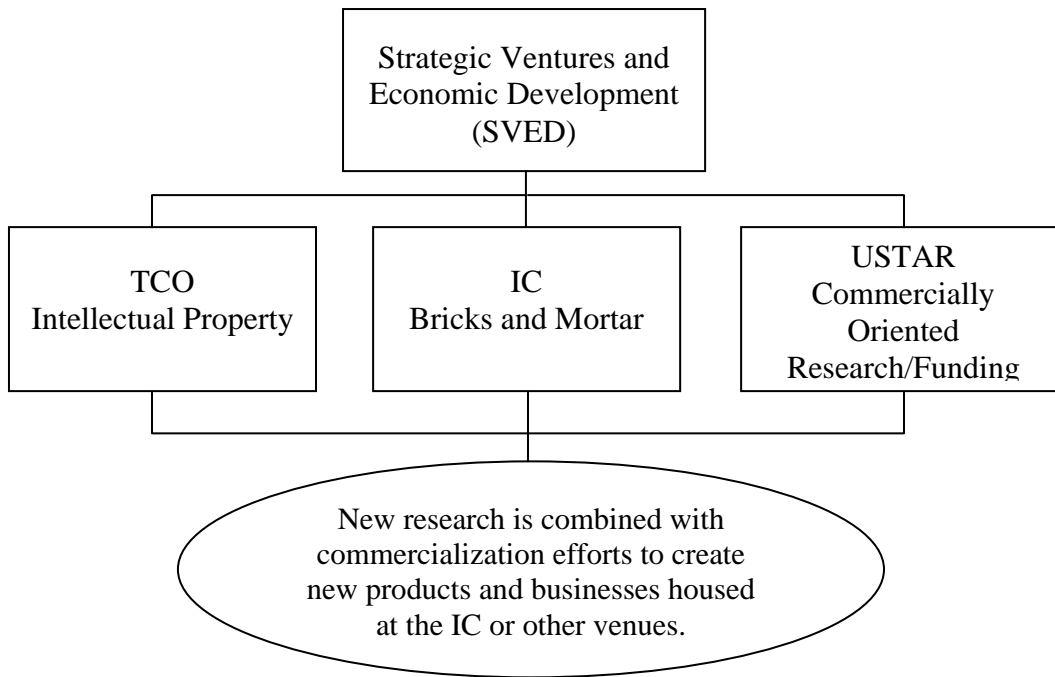 Strategic Ventures and
Economic Development
(SVED)
TCO
Intellectual Property
IC
Bricks and Mortar
USTAR
Commercially
Oriented
Research/Funding
New research is combined with
commercialization efforts to create
new products and businesses housed
at the IC or other venues.